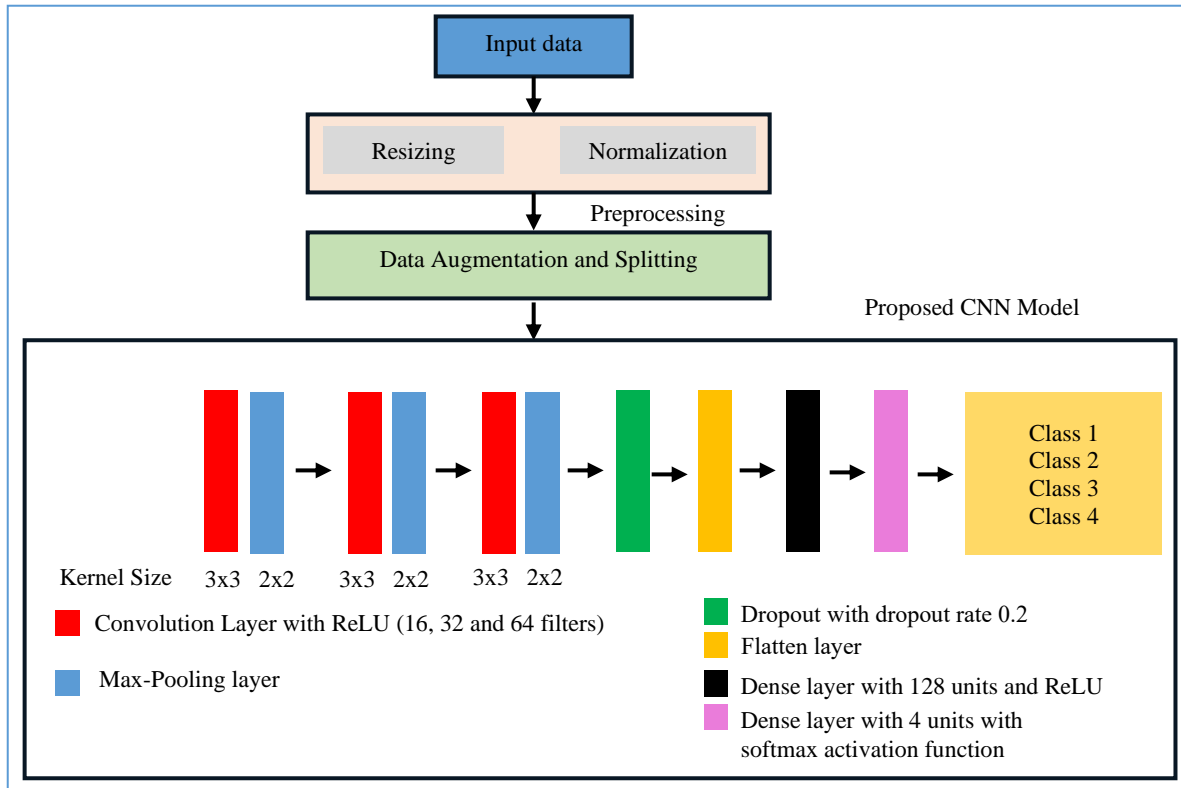 Input data
Resizing
Normalization
Preprocessing
Data Augmentation and Splitting
Proposed CNN Model
Class 1
Class 2
Class 3
Class 4
Kernel Size
3x3
2x2
3x3
2x2
3x3
2x2
Convolution Layer with ReLU (16, 32 and 64 filters)
Max-Pooling layer
Dropout with dropout rate 0.2
Flatten layer
Dense layer with 128 units and ReLU
Dense layer with 4 units with
softmax activation function